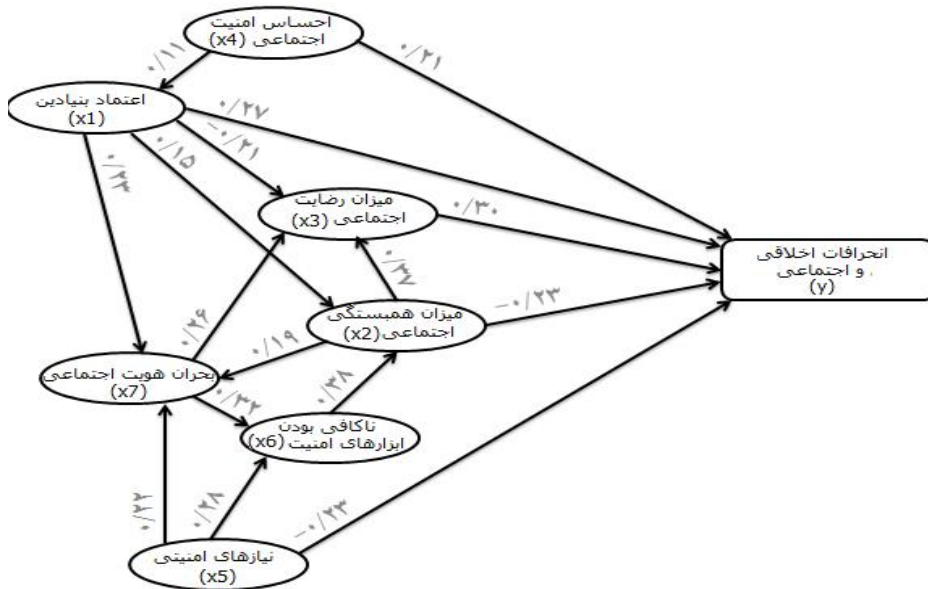 احساس امنیت
اجتماعی (x4)
۰/۱۱
۰/۲۱
اعتماد بنیادین
(x1)
۰/۲۷
−۰/۲۱
۰/۱۵
۰/۲۳
میزان رضایت
اجتماعی (x3)
۰/۳۰
انحرافات اخلاقی
و اجتماعی
(y)
۰/۳۷
میزان همبستگی
اجتماعی(x2)
−۰/۲۳
۰/۲۶
۰/۱۹
بحران هویت اجتماعی
(x7)
۰/۳۲
۰/۳۸
ناکافی بودن
ابزارهای امنیت (x6)
۰/۲۲
۰/۲۸
−۰/۲۳
نیازهای امنیتی
(x5)